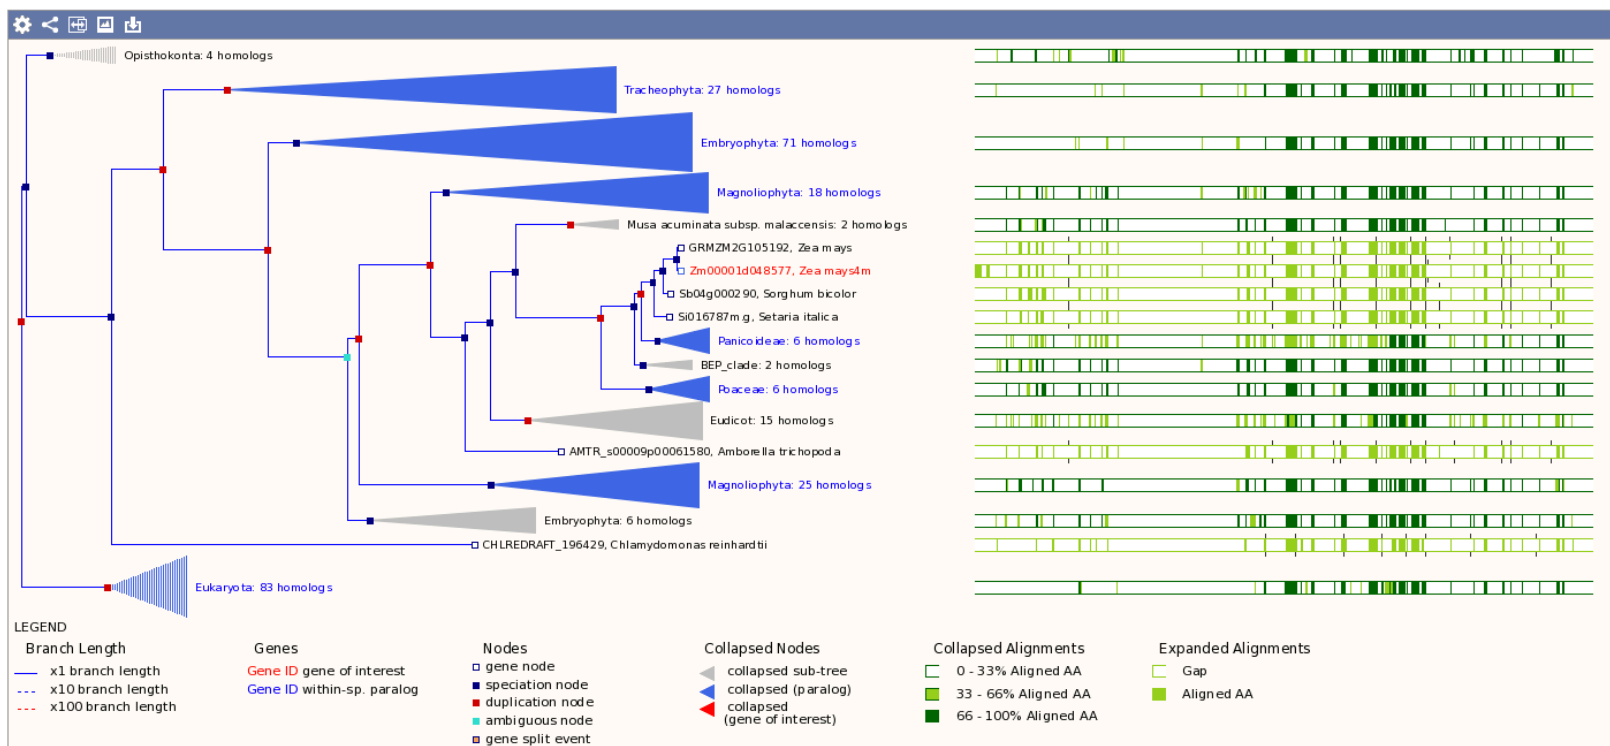 Opisthokonta: 4 homologs
Tracheophyta: 27 homologs
Embryophyta: 71 homologs
Magnoliophyta: 18 homologs
Musa acuminata subsp. malaccensis: 2 homologs
GRMZM2G105192, Zea mays
Zm00001d048577, Zea mays4m
Sb04g000290, Sorghum bicolor
Si016787m.g, Setaria italica
Panicoideae: 6 homologs
BEP_clade: 2 homologs
Poaceae: 6 homologs
Eudicot: 15 homologs
AMTR_s00009p00061580, Amborella trichopoda
Magnoliophyta: 25 homologs
Embryophyta: 6 homologs
CHLREDRAFT_196429, Chlamydomonas reinhardtii
Eukaryota: 83 homologs
LEGEND
Branch Length
x1 branch length
x10 branch length
x100 branch length
Genes
Gene ID gene of interest
Gene ID within-sp. paralog
Nodes
gene node
speciation node
duplication node
ambiguous node
gene split event
Collapsed Nodes
collapsed sub-tree
collapsed (paralog)
collapsed
(gene of interest)
Collapsed Alignments
0 - 33% Aligned AA
33 - 66% Aligned AA
66 - 100% Aligned AA
Expanded Alignments
Gap
Aligned AA